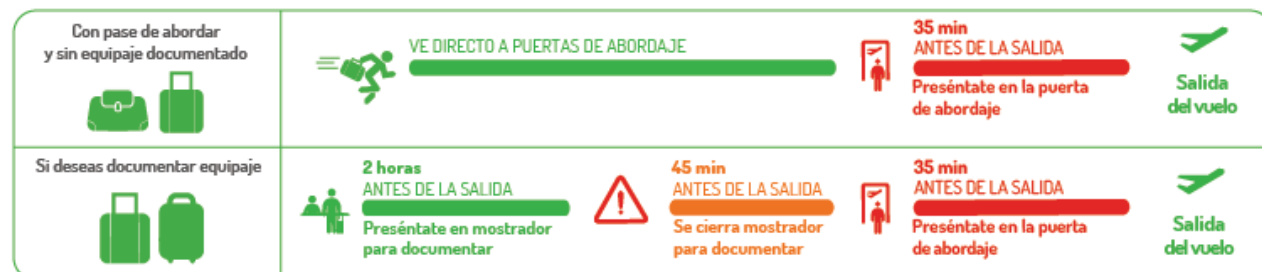 Con pase de abordar
y sin equipaje documentado
VE DIRECTO A PUERTAS DE ABORDAJE
35 min
ANTES DE LA SALIDA
Preséntate en la puerta
de abordaje
Salida
del vuelo
Si deseas documentar equipaje
2 horas
ANTES DE LA SALIDA
Preséntate en mostrador
para documentar
45 min
ANTES DE LA SALIDA
Se cierra mostrador
para documentar
35 min
ANTES DE LA SALIDA
Preséntate en la puerta
de abordaje
Salida
del vuelo